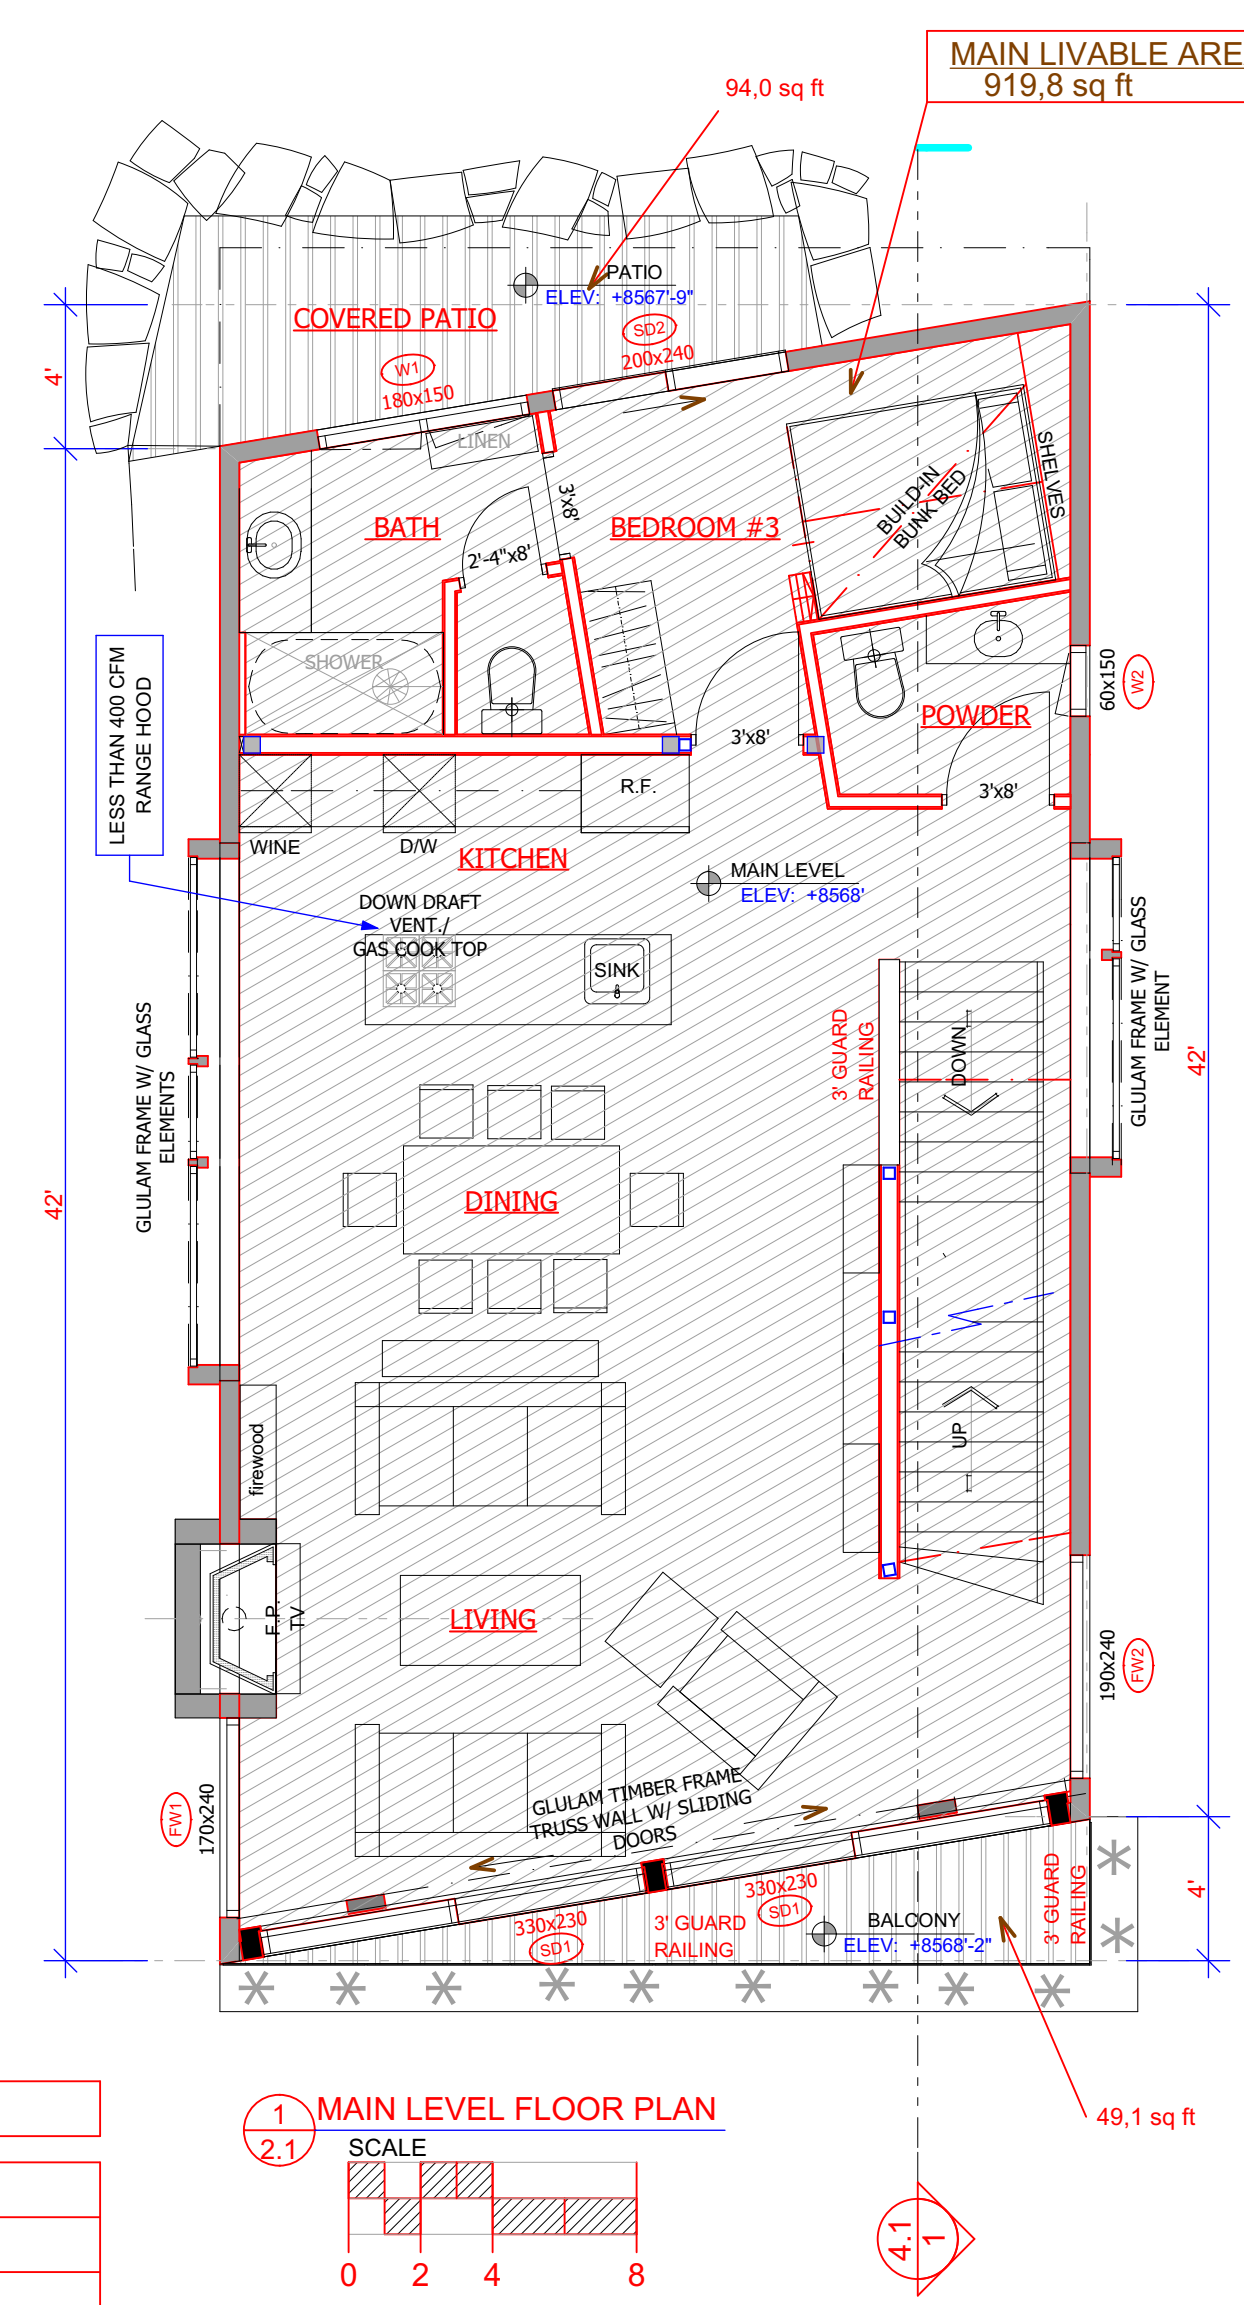 MAIN LIVABLE ARE
919,8 sq ft
94,0 sq ft
PATIO
ELEV: +8567'-9"
COVERED PATIO
SD2
200x240
W1
180x150
4'
LINEN
3'x8'
SHELVES
BUILD-IN
BUNK BED
BATH
BEDROOM #3
2'-4"x8'
SHOWER
LESS THAN 400 CFM
RANGE HOOD
60x150
W2
POWDER
3'x8'
3'x8'
R.F.
WINE
D/W
KITCHEN
MAIN LEVEL
ELEV: +8568'
DOWN DRAFT
VENT./
GAS COOK TOP
SINK
GLULAM FRAME W/ GLASS
ELEMENT
3' GUARD
RAILING
DOWN
42'
GLULAM FRAME W/ GLASS
ELEMENTS
42'
DINING
UP
firewood
F.P.
TV
LIVING
190x240
FW2
FW1
170x240
GLULAM TIMBER FRAME
TRUSS WALL W/ SLIDING
DOORS
330x230
SD1
330x230
SD1
3' GUARD
RAILING
BALCONY
ELEV: +8568'-2"
3' GUARD
RAILING
4'
49,1 sq ft
1
2.1
MAIN LEVEL FLOOR PLAN
SCALE
0 2 4 8
4.1
1